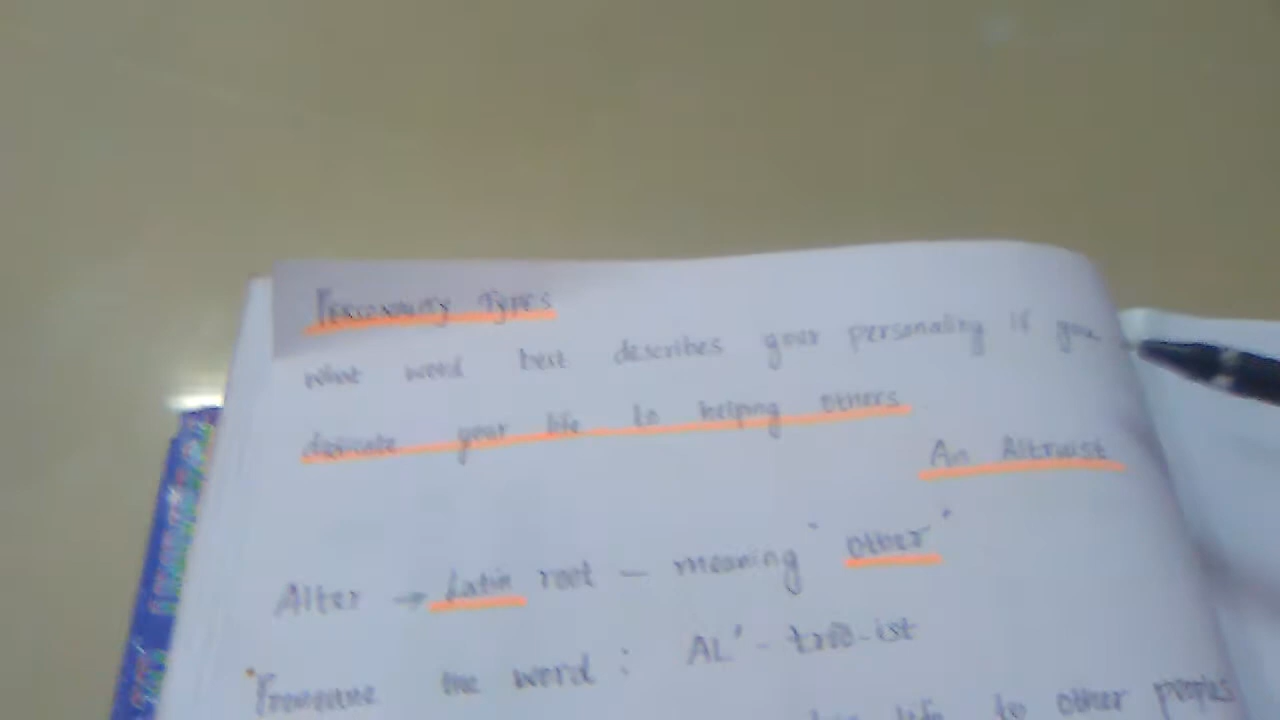 Personality Types
What word best describes your personality if you
dedicate your life to helping others
An Altruist
Alter → Latin root - meaning "other"
Pronounce the word : AL' - troo-ist
life to other peoples